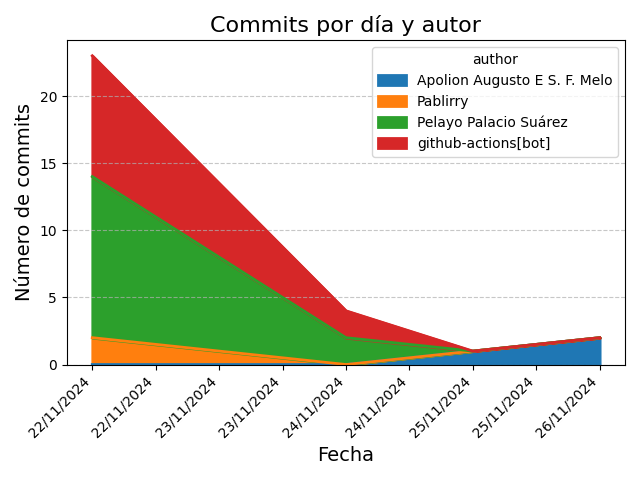 Commits por día y autor
author
Apolion Augusto E S. F. Melo
Pablirry
Pelayo Palacio Suárez
github-actions[bot]
Número de commits
20
15
10
5
0
22/11/2024
22/11/2024
23/11/2024
23/11/2024
24/11/2024
24/11/2024
25/11/2024
25/11/2024
26/11/2024
Fecha